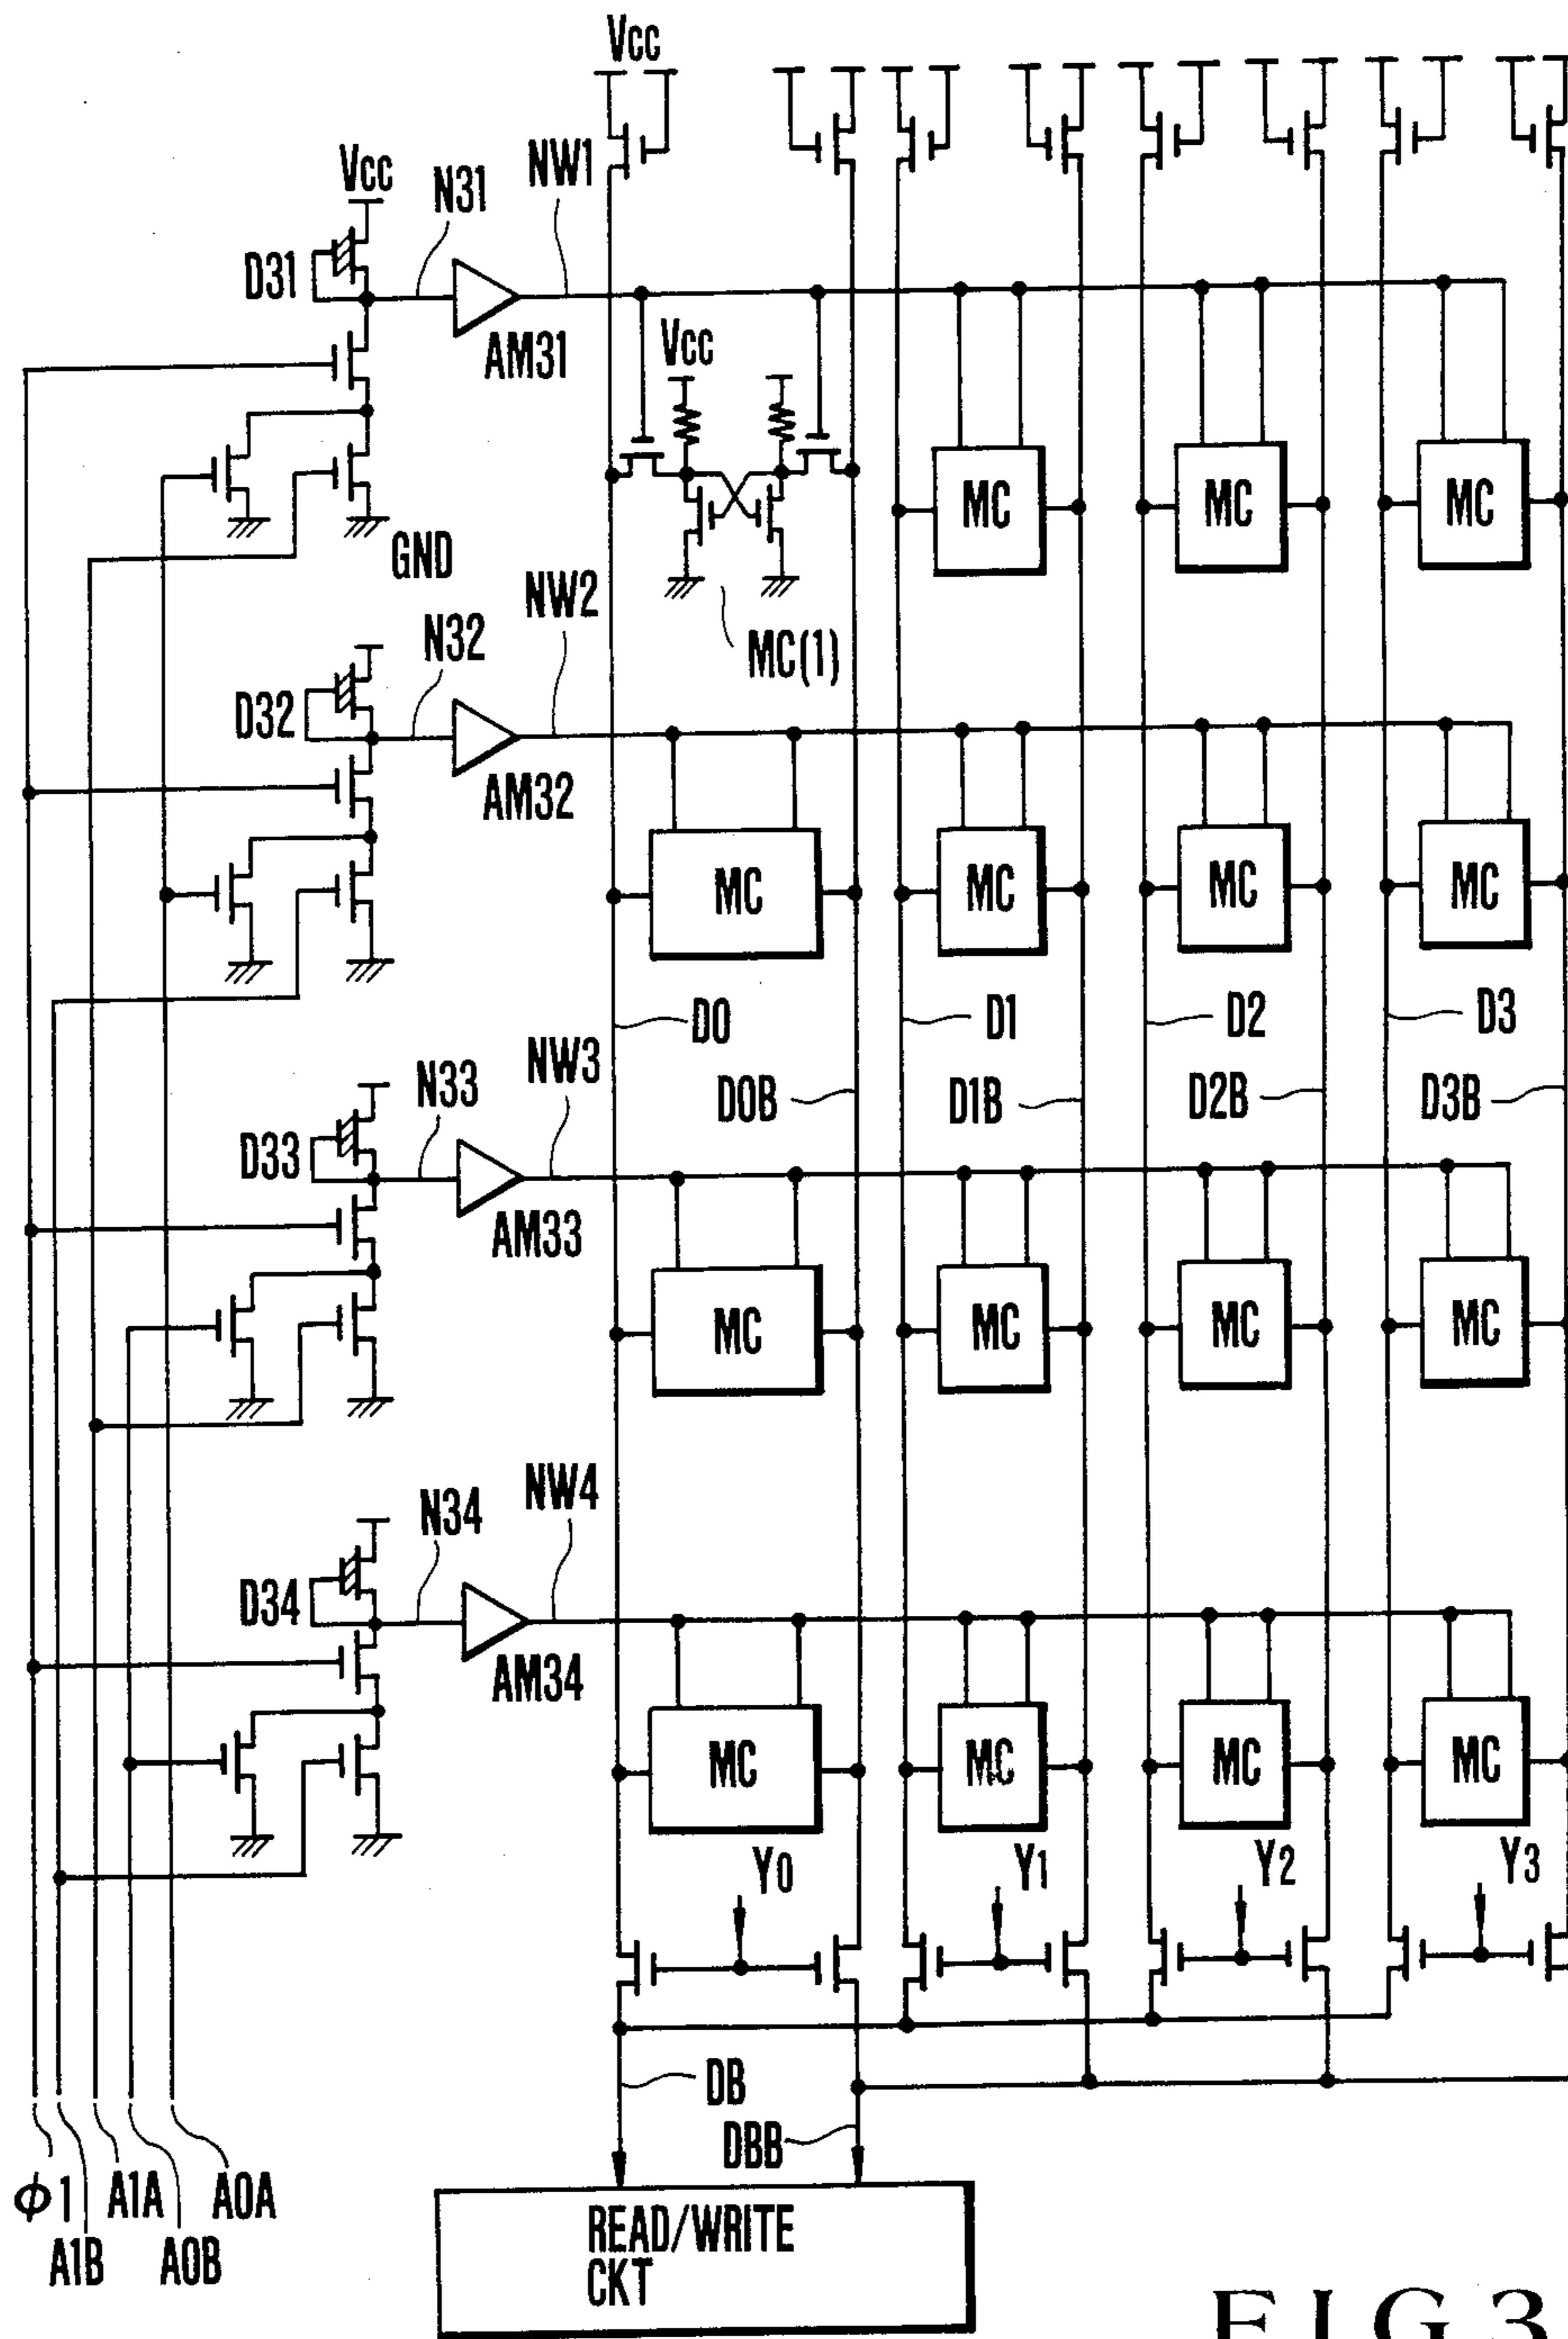 Vcc
Vcc
N31
NW1
D31
AM31
Vcc
MC
MC
MC
GND
NW2
N32
MC(1)
D32
AM32
MC
MC
MC
MC
D0
D1
D2
D3
NW3
N33
D0B
D1B
D2B
D3B
D33
AM33
MC
MC
MC
MC
NW4
N34
D34
AM34
MC
MC
MC
MC
Y0
Y1
Y2
Y3
DB
DBB
φ1
A1A
A0A
A1B
A0B
READ/WRITE
CKT
FIG.3